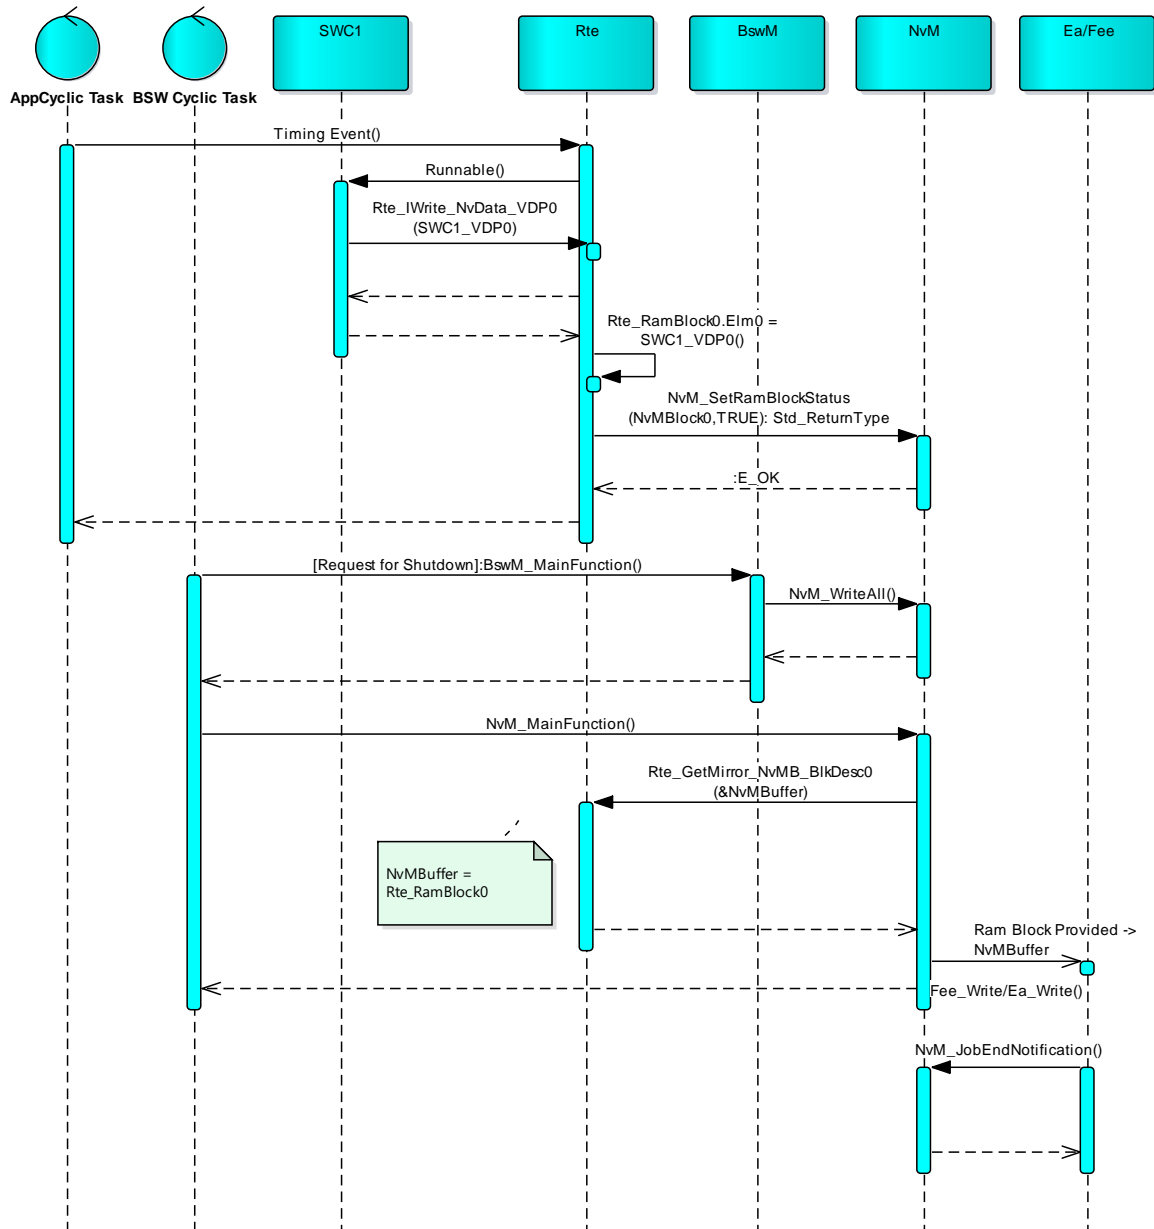 SWC1
Rte
BswM
NvM
Ea/Fee
AppCyclic Task
BSW Cyclic Task
Timing Event()
Runnable()
Rte_IWrite_NvData_VDP0
(SWC1_VDP0)
Rte_RamBlock0.Elm0 =
SWC1_VDP0()
NvM_SetRamBlockStatus
(NvMBlock0,TRUE): Std_ReturnType
:E_OK
[Request for Shutdown]:BswM_MainFunction()
NvM_WriteAll()
NvM_MainFunction()
Rte_GetMirror_NvMB_BlkDesc0
(&NvMBuffer)
NvMBuffer =
Rte_RamBlock0
Ram Block Provided ->
NvMBuffer
Fee_Write/Ea_Write()
NvM_JobEndNotification()